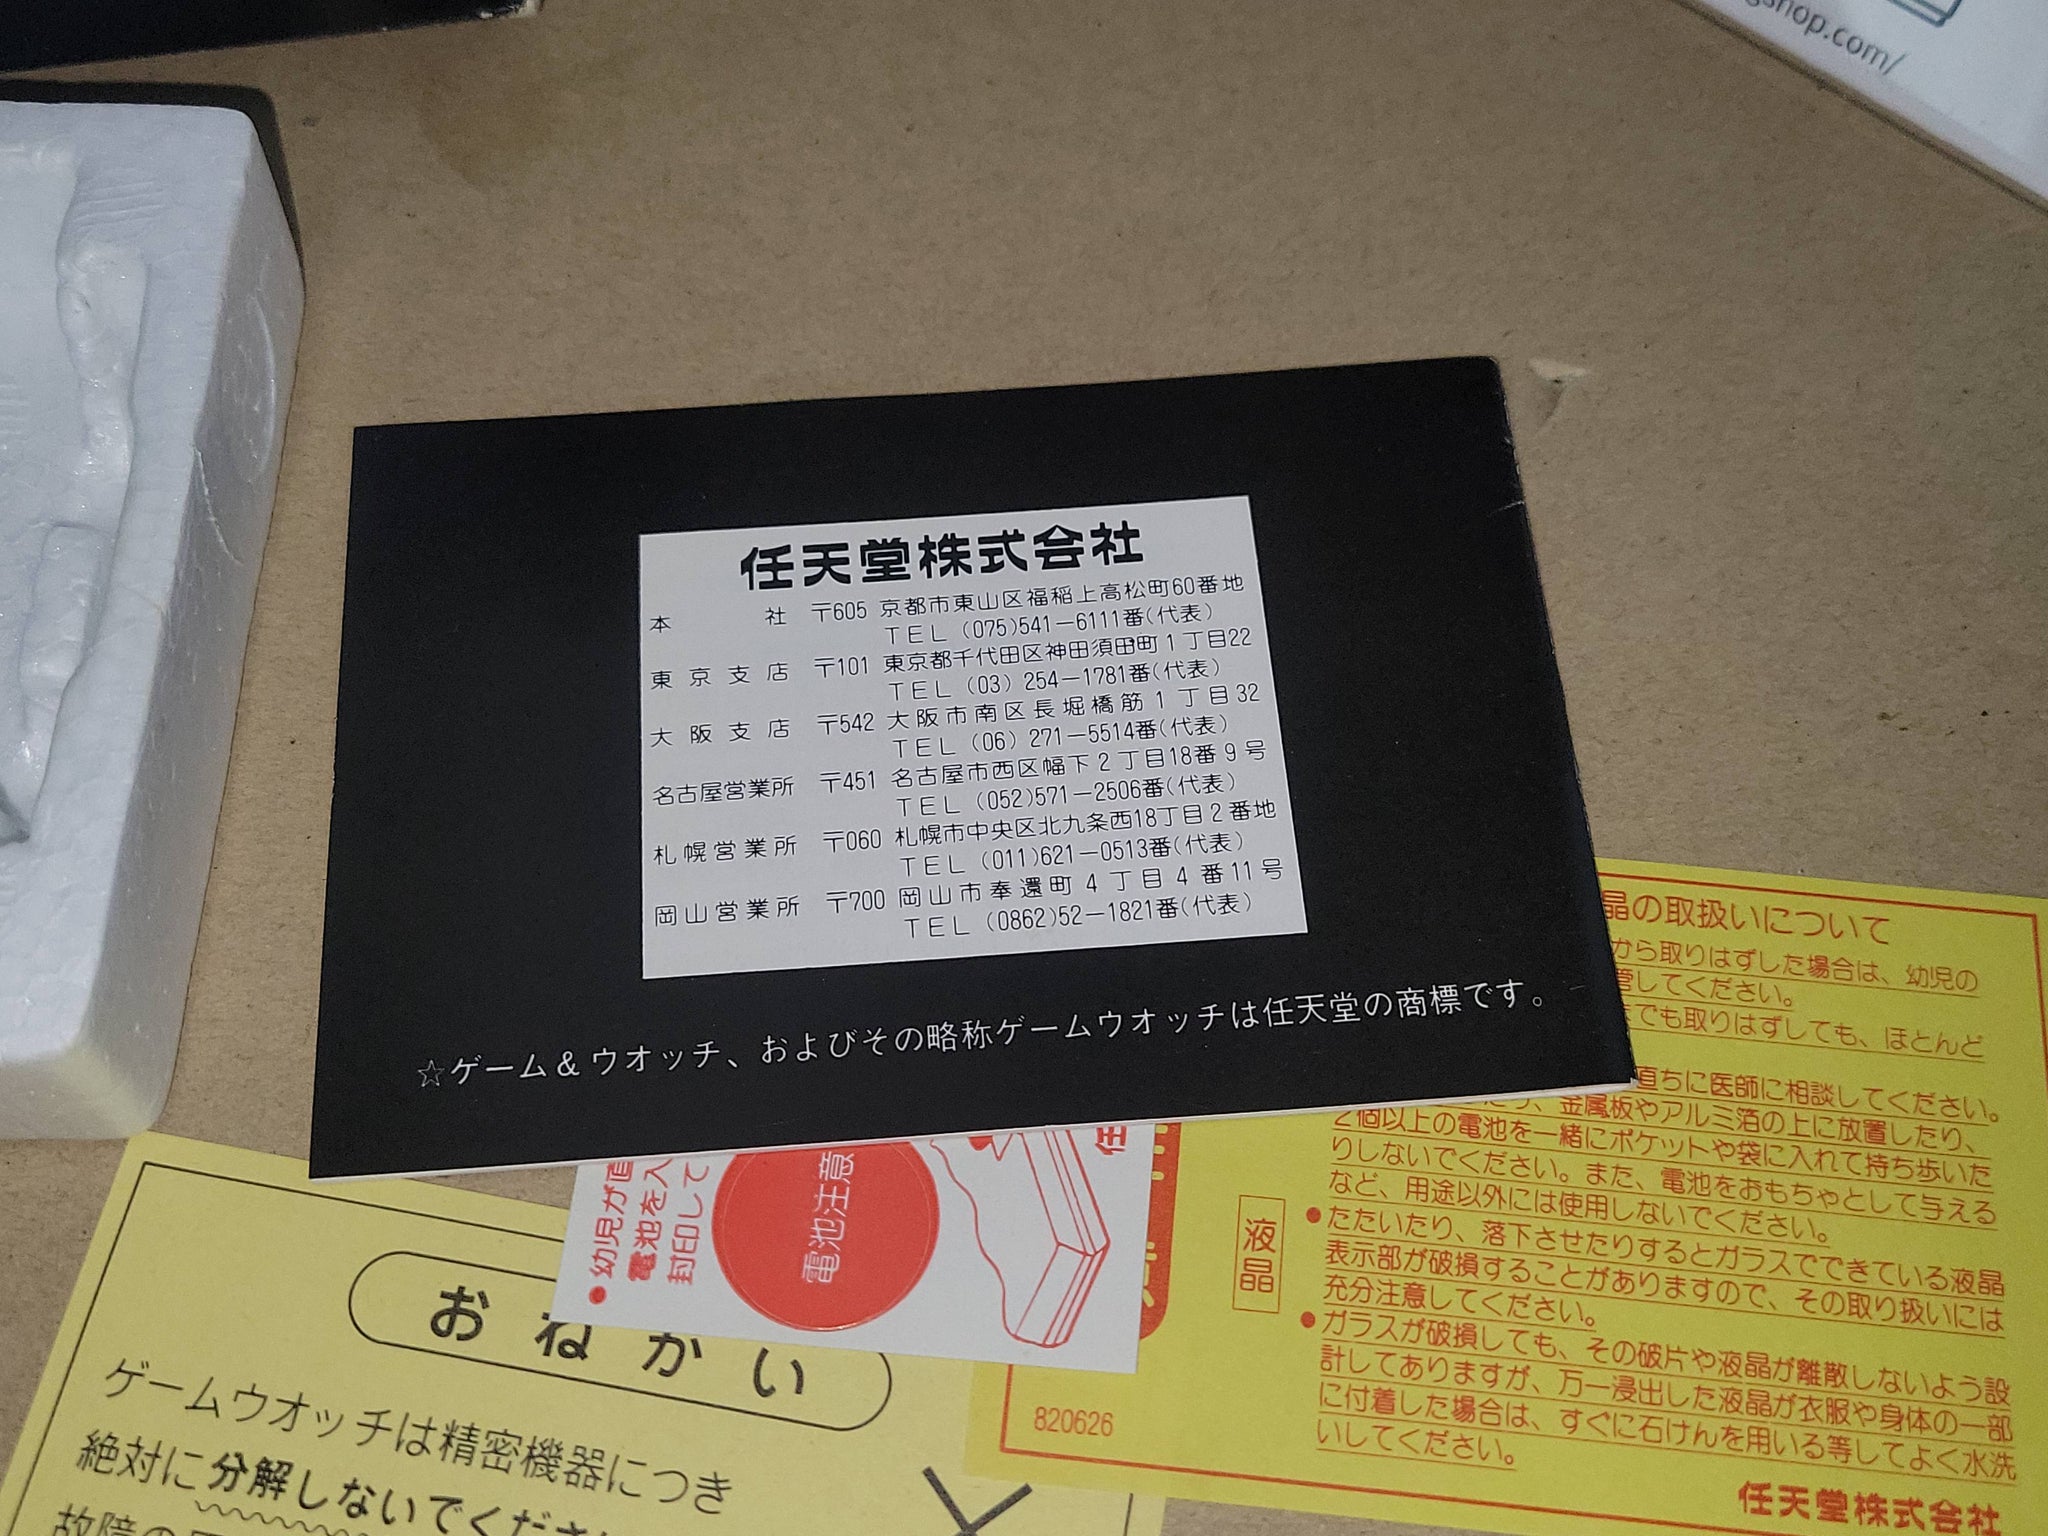 gshop.com/
任天堂株式会社
本社 〒605 京都市東山区福稲上高松町60番地
TEL (075)541-6111番(代表)
東京支店 〒101 東京都千代田区神田須田町1丁目22
TEL (03) 254-1781番(代表)
大阪支店 〒542 大阪市南区長堀橋筋1丁目32
TEL (06) 271-5514番(代表)
名古屋営業所 〒451 名古屋市西区幅下2丁目18番9号
TEL (052)571-2506番(代表)
札幌営業所 〒060 札幌市中央区北九条西18丁目2番地
TEL (011)621-0513番(代表)
岡山営業所 〒700 岡山市奉還町4丁目4番11号
TEL (0862)52-1821番(代表)
☆ゲーム&ウオッチ、およびその略称ゲームウオッチは任天堂の商標です。
晶の取扱いについて
から取りはずした場合は、幼児の
管してください。
でも取りはずしても、ほとんど
直ちに医師に相談してください。
たり、金属板やアルミ箔の上に放置したり、
2個以上の電池を一緒にポケットや袋に入れて持ち歩いた
りしないでください。また、電池をおもちゃとして与える
など、用途以外には使用しないでください。
液晶
●たたいたり、落下させたりするとガラスでできている液晶
表示部が破損することがありますので、その取り扱いには
充分注意してください。
●ガラスが破損しても、その破片や液晶が離散しないよう設
計してありますが、万一浸出した液晶が衣服や身体の一部
に付着した場合は、すぐに石けんを用いる等してよく水洗
いしてください。
820626
任天堂株式会社
●幼児が直
電池を入
封印して
電池注意
任
おねがい
ゲームウオッチは精密機器につき
絶対に分解しないでくださ
故障の